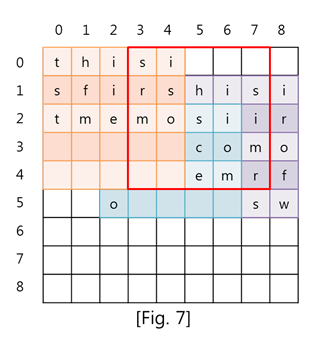 0 1 2 3 4 5 6 7 8
0 t h i s i
1 s f i r s h i s i
2 t m e m o s i i r
3 c o m o
4 e m r f
5 o s w
6
7
8
[Fig. 7]